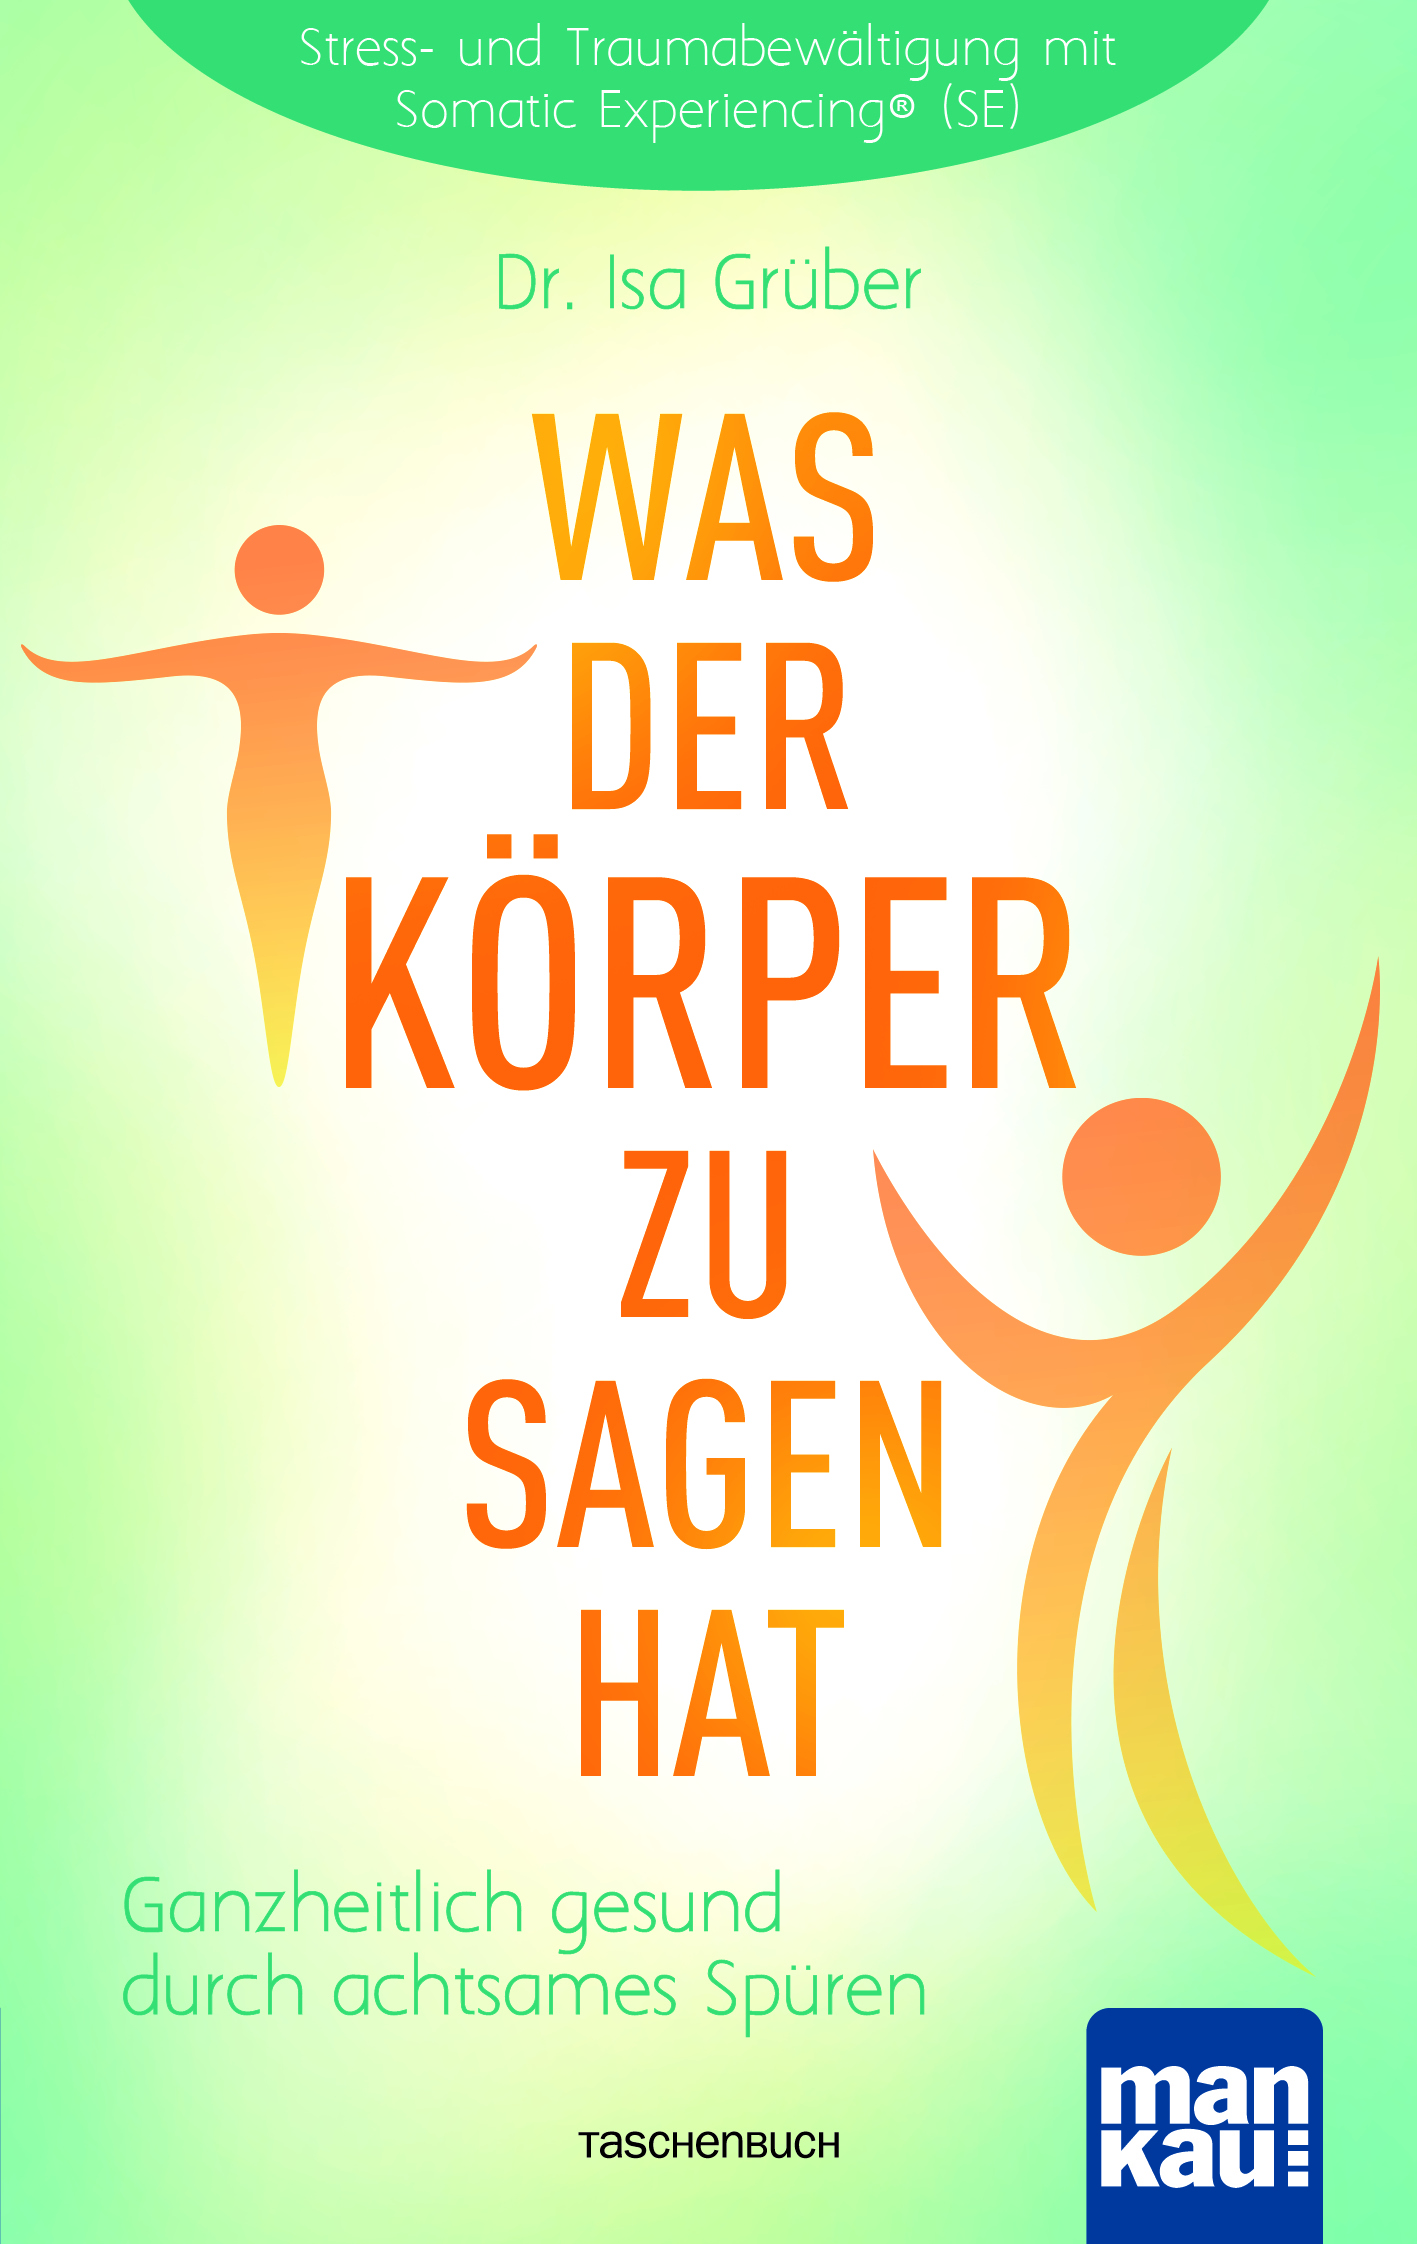 Stress- und Traumabewältigung mit
Somatic Experiencing® (SE)
Dr. Isa Grüber
WAS
DER
KÖRPER
ZU
SAGEN
HAT
Ganzheitlich gesund
durch achtsames Spüren
TascHenBUCH
man
kau